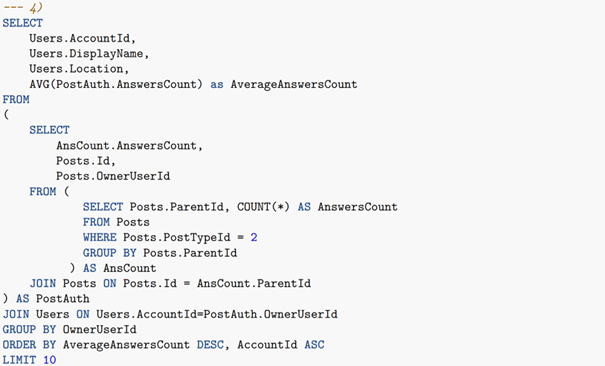 --- 4)
SELECT
    Users.AccountId,
    Users.DisplayName,
    Users.Location,
    AVG(PostAuth.AnswersCount) as AverageAnswersCount
FROM
(
    SELECT
        AnsCount.AnswersCount,
        Posts.Id,
        Posts.OwnerUserId
    FROM (
            SELECT Posts.ParentId, COUNT(*) AS AnswersCount
            FROM Posts
            WHERE Posts.PostTypeId = 2
            GROUP BY Posts.ParentId
          ) AS AnsCount
    JOIN Posts ON Posts.Id = AnsCount.ParentId
) AS PostAuth
JOIN Users ON Users.AccountId=PostAuth.OwnerUserId
GROUP BY OwnerUserId
ORDER BY AverageAnswersCount DESC, AccountId ASC
LIMIT 10